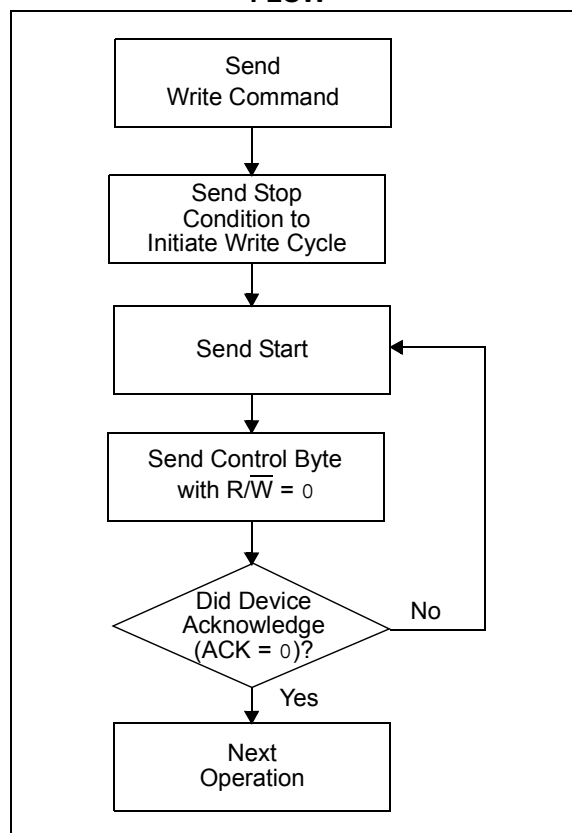 FLOW
Send
Write Command
Send Stop
Condition to
Initiate Write Cycle
Send Start
Send Control Byte
with R/W̅ = 0
Did Device
Acknowledge
(ACK = 0)?
No
Yes
Next
Operation